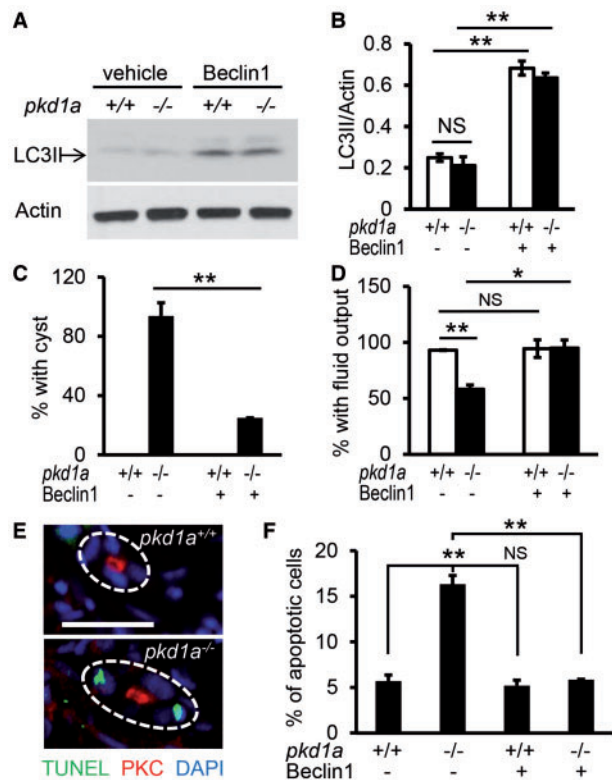 A
vehicle Beclin1
pkd1a +/+ -/- +/+ -/-
LC3II
Actin
B
LC3II/Actin
0.8
0.6
0.4
0.2
0
**
**
NS
pkd1a +/+ -/- +/+ -/-
Beclin1 - - + +
C
% with cyst
120
80
40
0
**
pkd1a +/+ -/- +/+ -/-
Beclin1 - - + +
D
% with fluid output
150
100
50
0
*
NS
**
pkd1a +/+ -/- +/+ -/-
Beclin1 - - + +
E
pkd1a+/+
pkd1a-/-
TUNEL PKC DAPI
F
% of apoptotic cells
20
15
10
5
0
**
** NS
pkd1a +/+ -/- +/+ -/-
Beclin1 - - + +